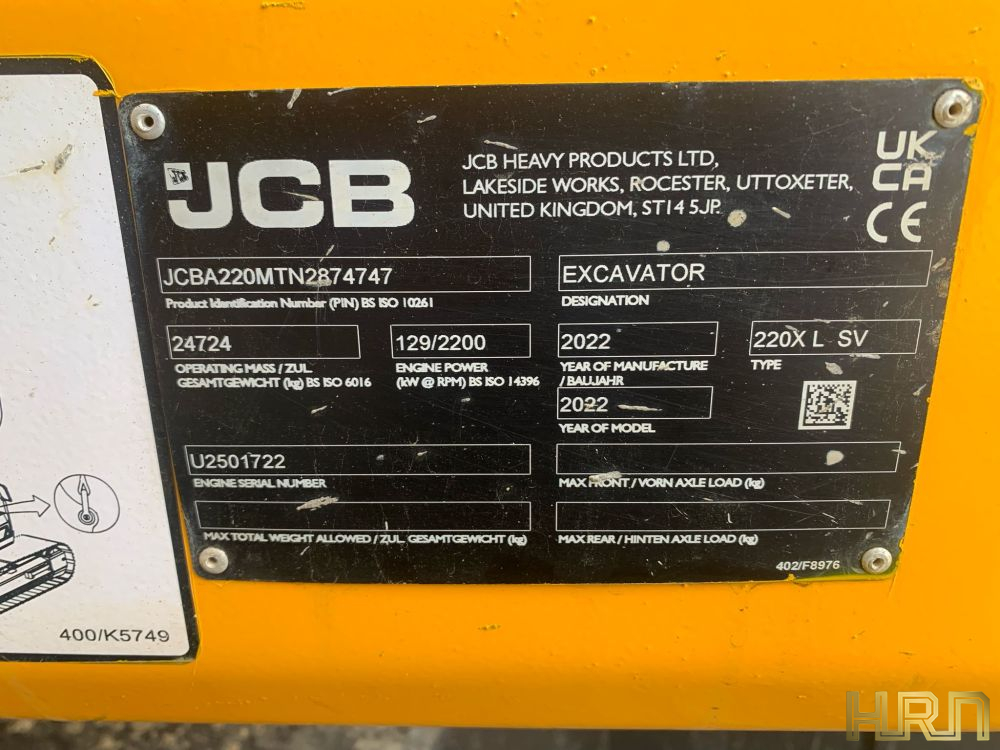 JCB
JCB HEAVY PRODUCTS LTD,
LAKESIDE WORKS, ROCESTER, UTTOXETER,
UNITED KINGDOM, ST14 5JP.
UK
CA
CE
JCBA220MTN2874747
Product Identification Number (PIN) BS ISO 10261
EXCAVATOR
DESIGNATION
24724
OPERATING MASS / ZUL.
GESAMTGEWICHT (kg) BS ISO 6016
129/2200
ENGINE POWER
(kW @ RPM) BS ISO 14396
2022
YEAR OF MANUFACTURE
/ BAUJAHR
220X L SV
TYPE
2022
YEAR OF MODEL
U2501722
ENGINE SERIAL NUMBER
MAX FRONT / VORN AXLE LOAD (kg)
MAX TOTAL WEIGHT ALLOWED / ZUL. GESAMTGEWICHT (kg)
MAX REAR / HINTEN AXLE LOAD (kg)
402/F8976
400/K5749
HRN